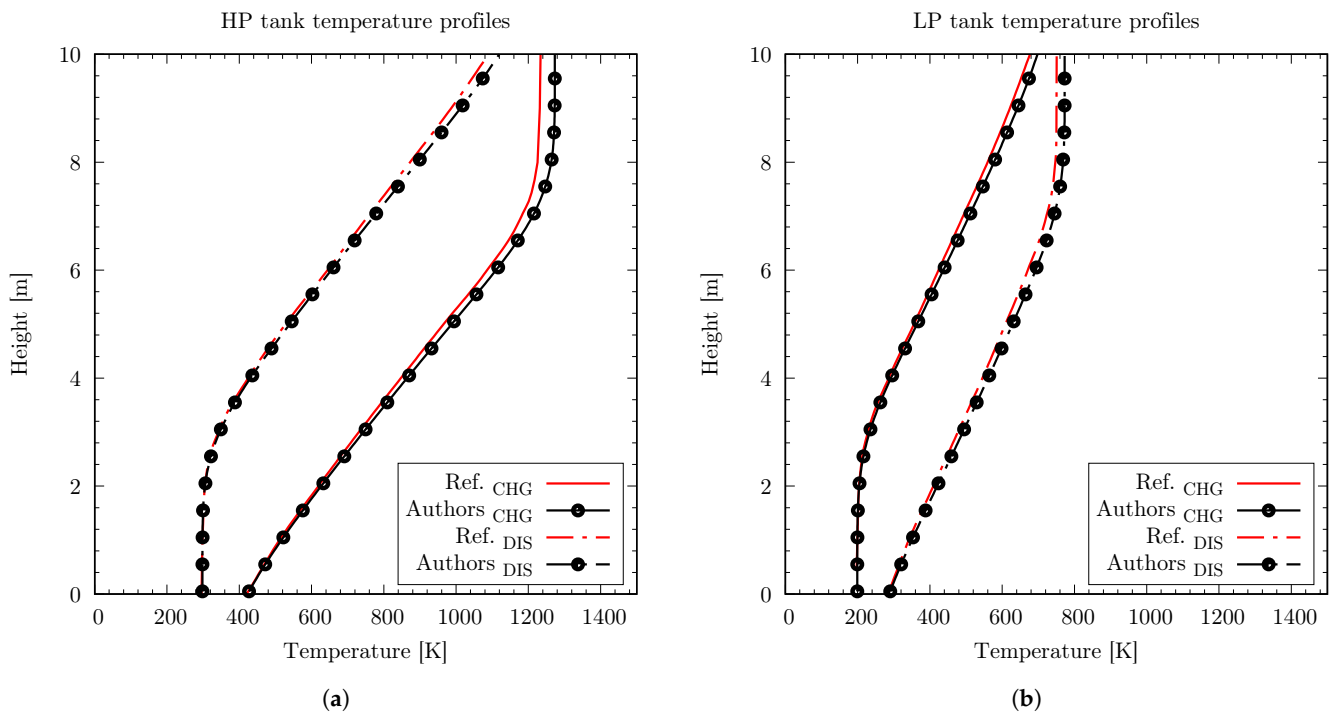 HP tank temperature profiles
10
8
6
4
2
0
Height [m]
Ref. CHG
Authors CHG
Ref. DIS
Authors DIS
0 200 400 600 800 1000 1200 1400
Temperature [K]
(a)
LP tank temperature profiles
10
8
6
4
2
0
Height [m]
Ref. CHG
Authors CHG
Ref. DIS
Authors DIS
0 200 400 600 800 1000 1200 1400
Temperature [K]
(b)